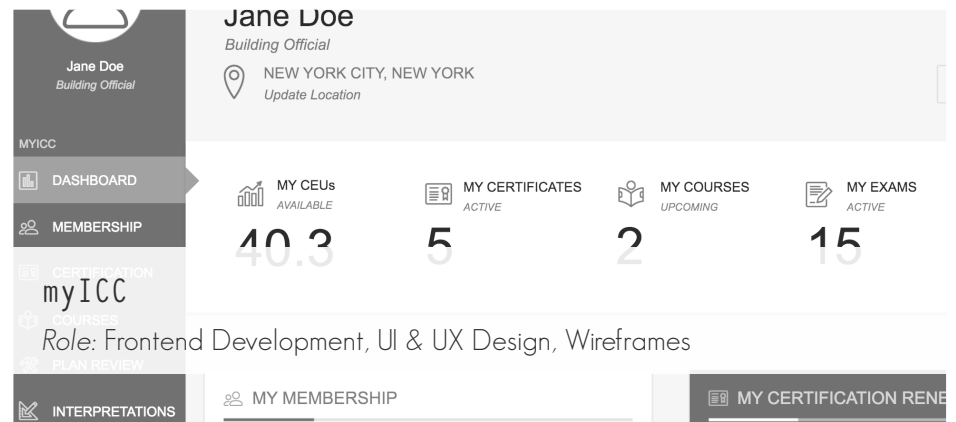 Jane Doe
Building Official
NEW YORK CITY, NEW YORK
Update Location
Jane Doe
Building Official
MYICC
DASHBOARD
MEMBERSHIP
CERTIFICATION
COURSES
PLAN REVIEW
INTERPRETATIONS
MY CEUs
AVAILABLE
40.3
MY CERTIFICATES
ACTIVE
5
MY COURSES
UPCOMING
2
MY EXAMS
ACTIVE
15
myICC
Role: Frontend Development, UI & UX Design, Wireframes
MY MEMBERSHIP
MY CERTIFICATION RENE